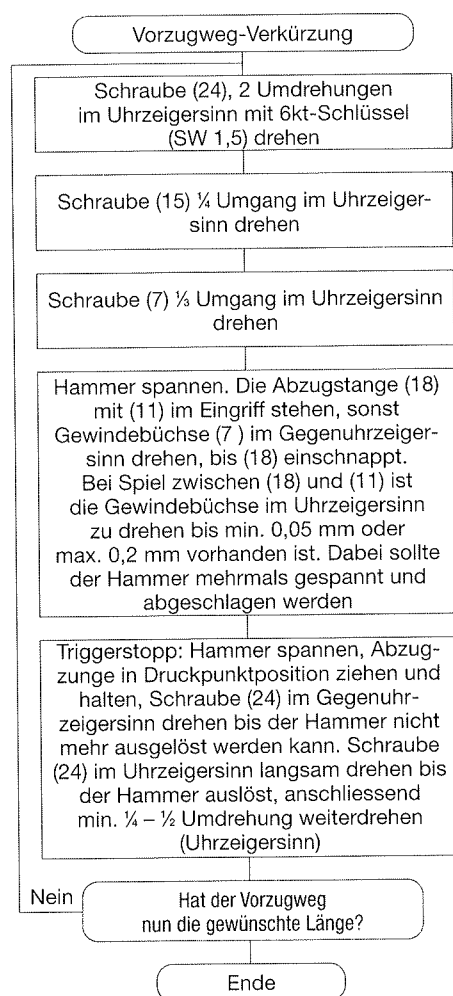 Vorzugweg-Verkürzung
Schraube (24), 2 Umdrehungen
im Uhrzeigersinn mit 6kt-Schlüssel
(SW 1,5) drehen
Schraube (15) ¼ Umgang im Uhrzeiger-
sinn drehen
Schraube (7) ⅓ Umgang im Uhrzeigersinn
drehen
Hammer spannen. Die Abzugstange (18)
mit (11) im Eingriff stehen, sonst
Gewindebüchse (7 ) im Gegenuhrzeiger-
sinn drehen, bis (18) einschnappt.
Bei Spiel zwischen (18) und (11) ist
die Gewindebüchse im Uhrzeigersinn
zu drehen bis min. 0,05 mm oder
max. 0,2 mm vorhanden ist. Dabei sollte
der Hammer mehrmals gespannt und
abgeschlagen werden
Triggerstopp: Hammer spannen, Abzug-
zunge in Druckpunktposition ziehen und
halten, Schraube (24) im Gegenuhr-
zeigersinn drehen bis der Hammer nicht
mehr ausgelöst werden kann. Schraube
(24) im Uhrzeigersinn langsam drehen bis
der Hammer auslöst, anschliessend
min. ¼ – ½ Umdrehung weiterdrehen
(Uhrzeigersinn)
Nein
Hat der Vorzugweg
nun die gewünschte Länge?
Ende